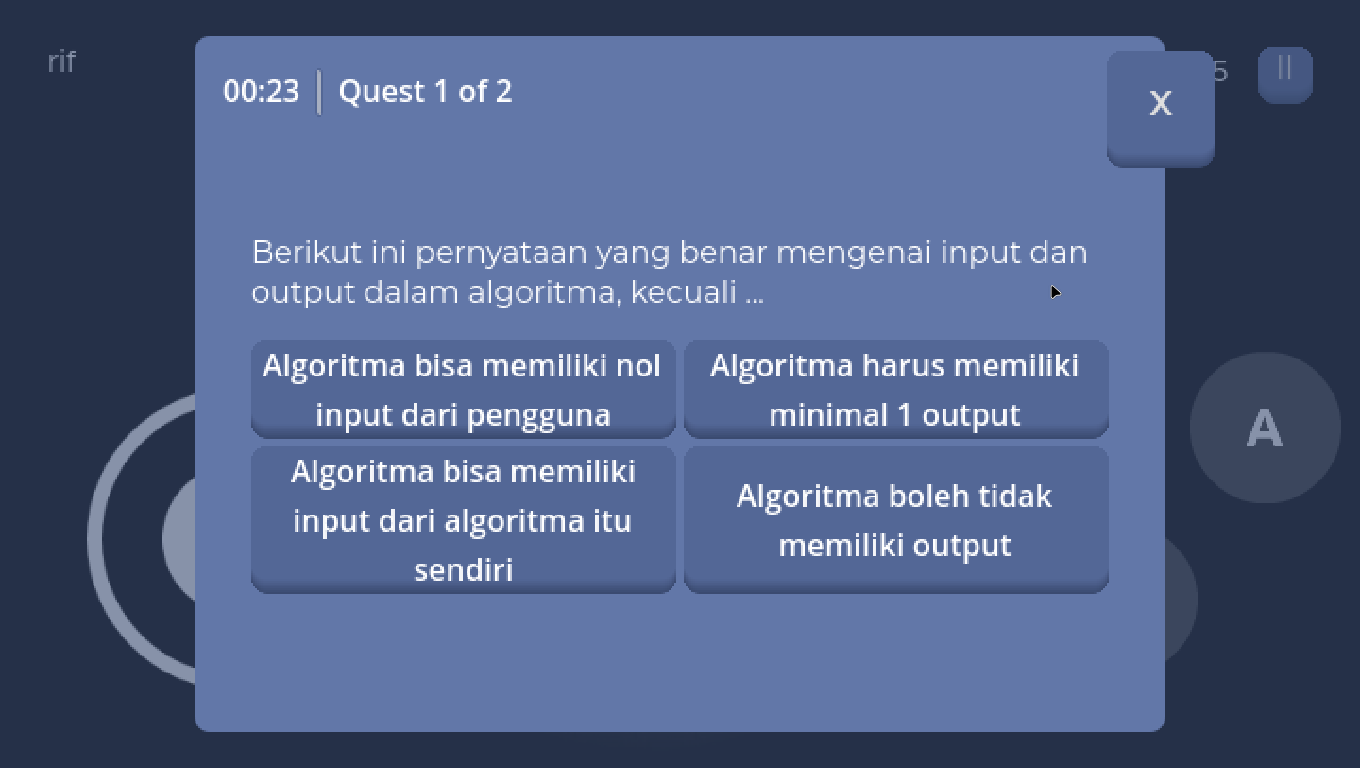 rif
00:23 | Quest 1 of 2
X
5
||
Berikut ini pernyataan yang benar mengenai input dan
output dalam algoritma, kecuali ...
Algoritma bisa memiliki nol
input dari pengguna
Algoritma harus memiliki
minimal 1 output
Algoritma bisa memiliki
input dari algoritma itu
sendiri
Algoritma boleh tidak
memiliki output
A